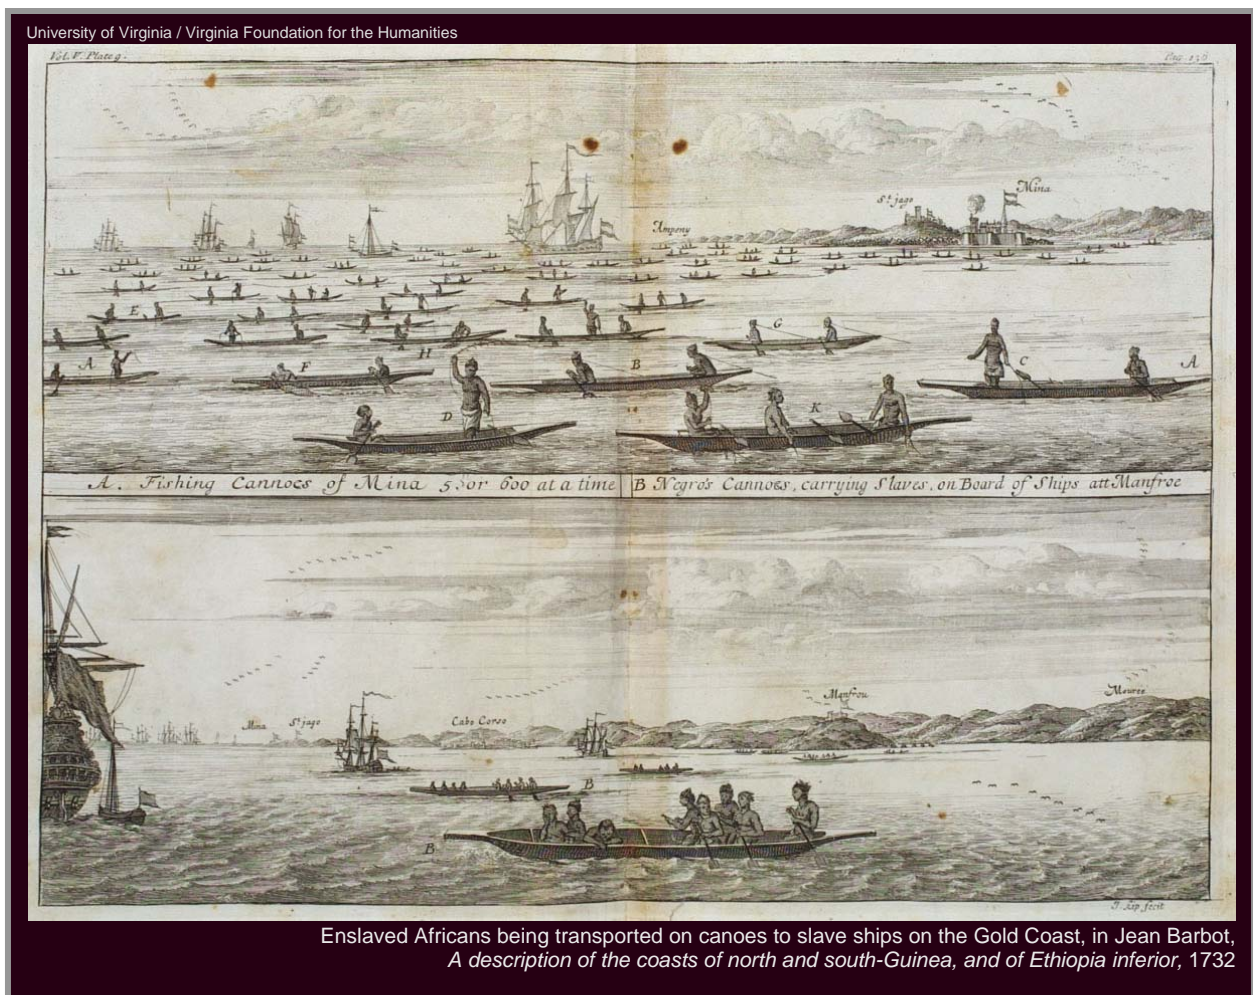 University of Virginia / Virginia Foundation for the Humanities
Vol. V. Plate 9.
Pag. 156
Mina
St. jago
Ampeny
E
G
H
A
F
B
C
A
D
K
A. Fishing Cannoes of Mina 5 or 600 at a time
B Negro's Cannoes, carrying Slaves, on Board of Ships att Manfroe
Manfrou
Mouree
Mina
St. jago
Cabo Corso
B
B
fecit
Enslaved Africans being transported on canoes to slave ships on the Gold Coast, in Jean Barbot,
A description of the coasts of north and south-Guinea, and of Ethiopia inferior, 1732